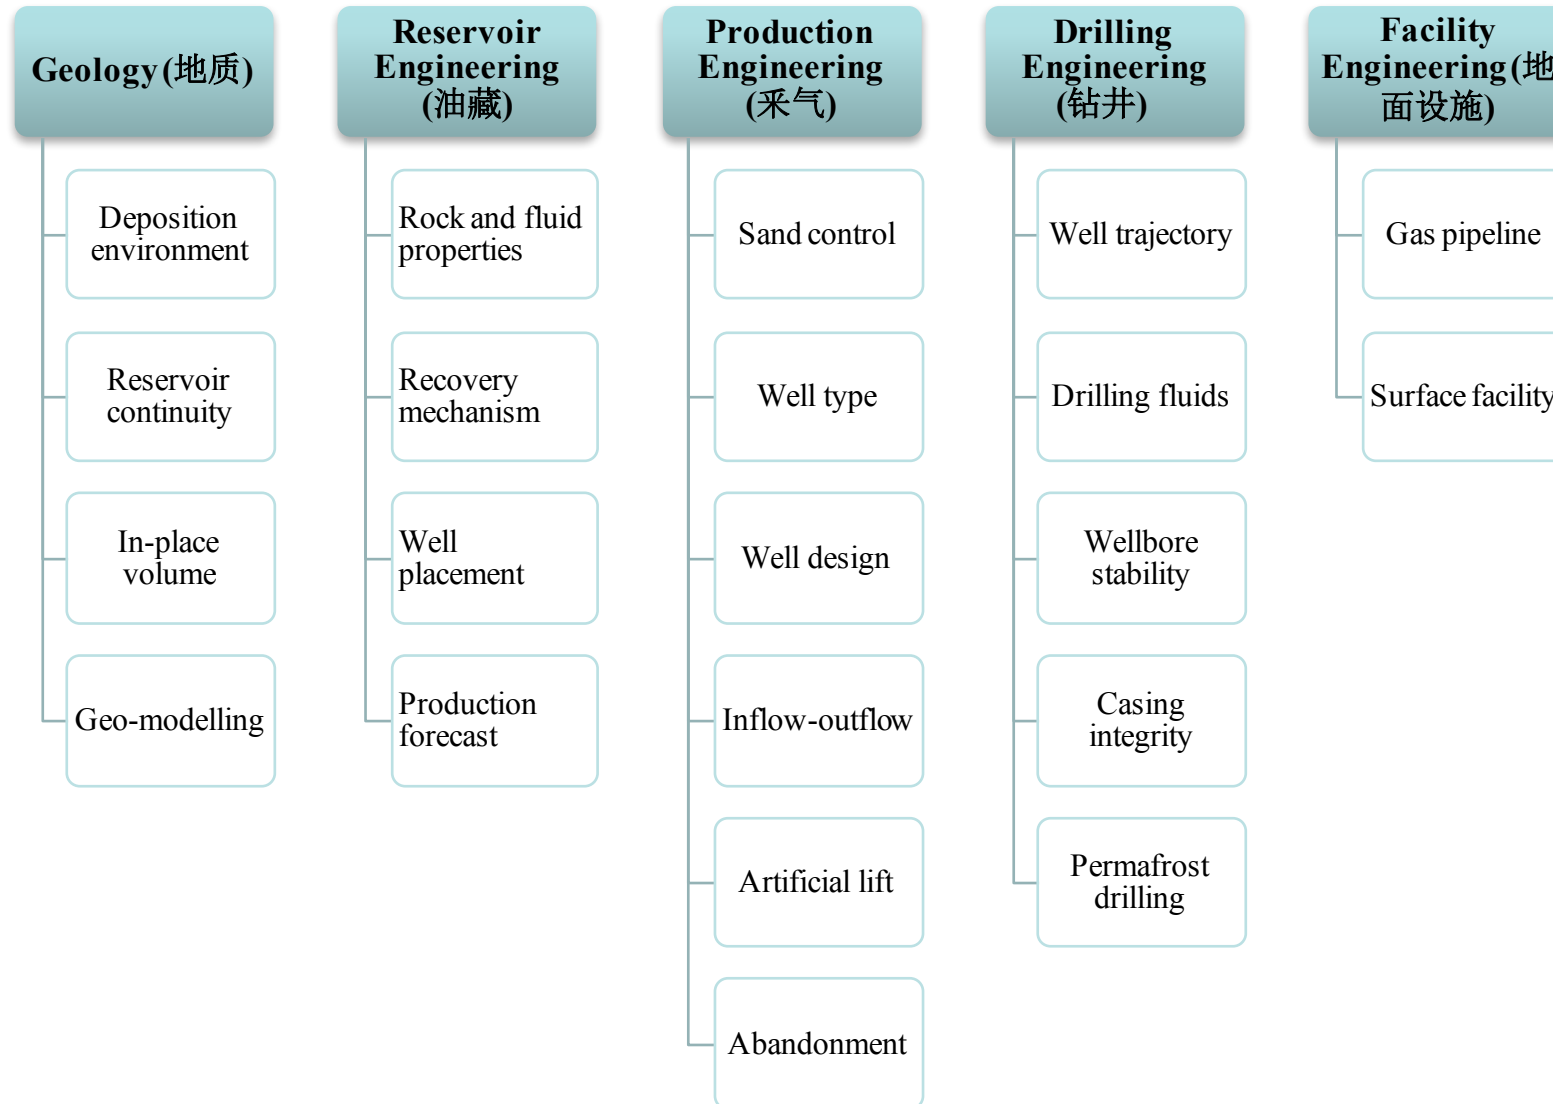 Geology (地质)
Deposition
environment
Reservoir
continuity
In-place
volume
Geo-modelling
Reservoir
Engineering
(油藏)
Rock and fluid
properties
Recovery
mechanism
Well
placement
Production
forecast
Production
Engineering
(采气)
Sand control
Well type
Well design
Inflow-outflow
Artificial lift
Abandonment
Drilling
Engineering
(钻井)
Well trajectory
Drilling fluids
Wellbore
stability
Casing
integrity
Permafrost
drilling
Facility
Engineering (地
面设施)
Gas pipeline
Surface facility